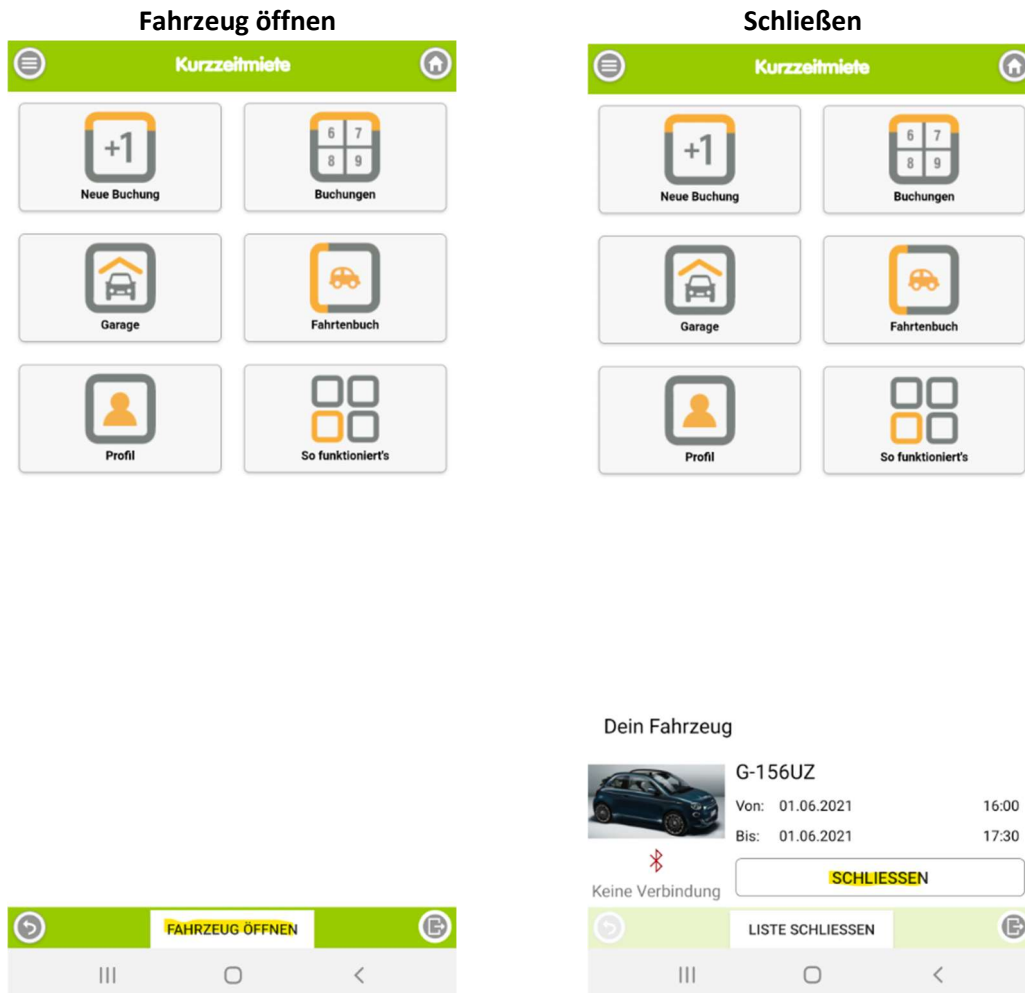 Fahrzeug öffnen
Kurzzeitmiete
+1
6 7
8 9
Neue Buchung
Buchungen
Garage
Fahrtenbuch
Profil
So funktioniert's
FAHRZEUG ÖFFNEN
Schließen
Kurzzeitmiete
+1
6 7
8 9
Neue Buchung
Buchungen
Garage
Fahrtenbuch
Profil
So funktioniert's
Dein Fahrzeug
G-156UZ
Von: 01.06.2021 16:00
Bis: 01.06.2021 17:30
Keine Verbindung
SCHLIESSEN
LISTE SCHLIESSEN